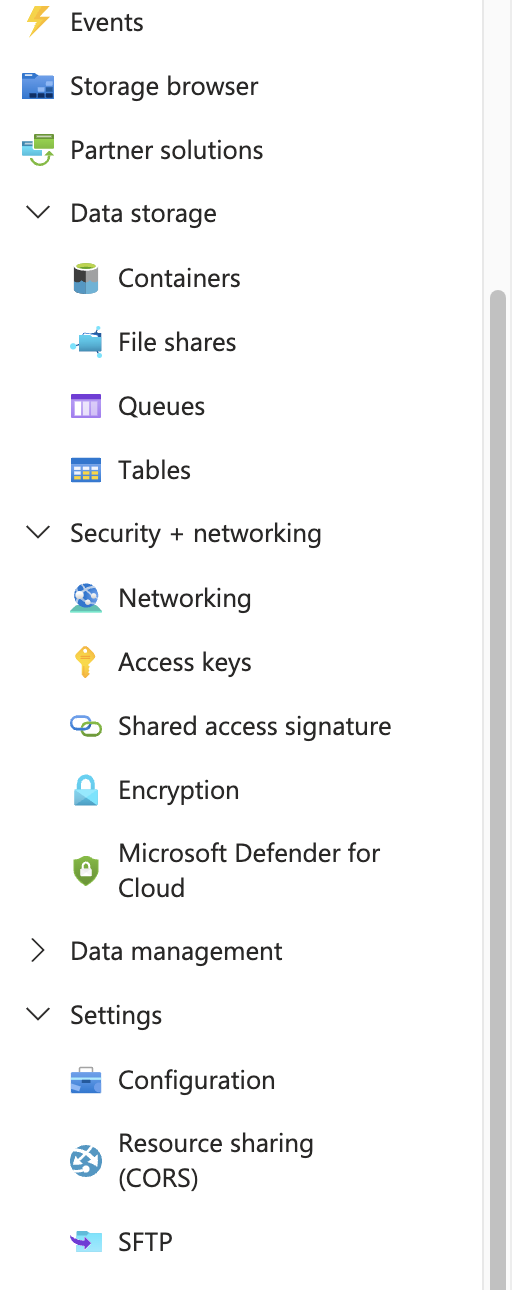 Events
Storage browser
Partner solutions
Data storage
Containers
File shares
Queues
Tables
Security + networking
Networking
Access keys
Shared access signature
Encryption
Microsoft Defender for
Cloud
Data management
Settings
Configuration
Resource sharing
(CORS)
SFTP